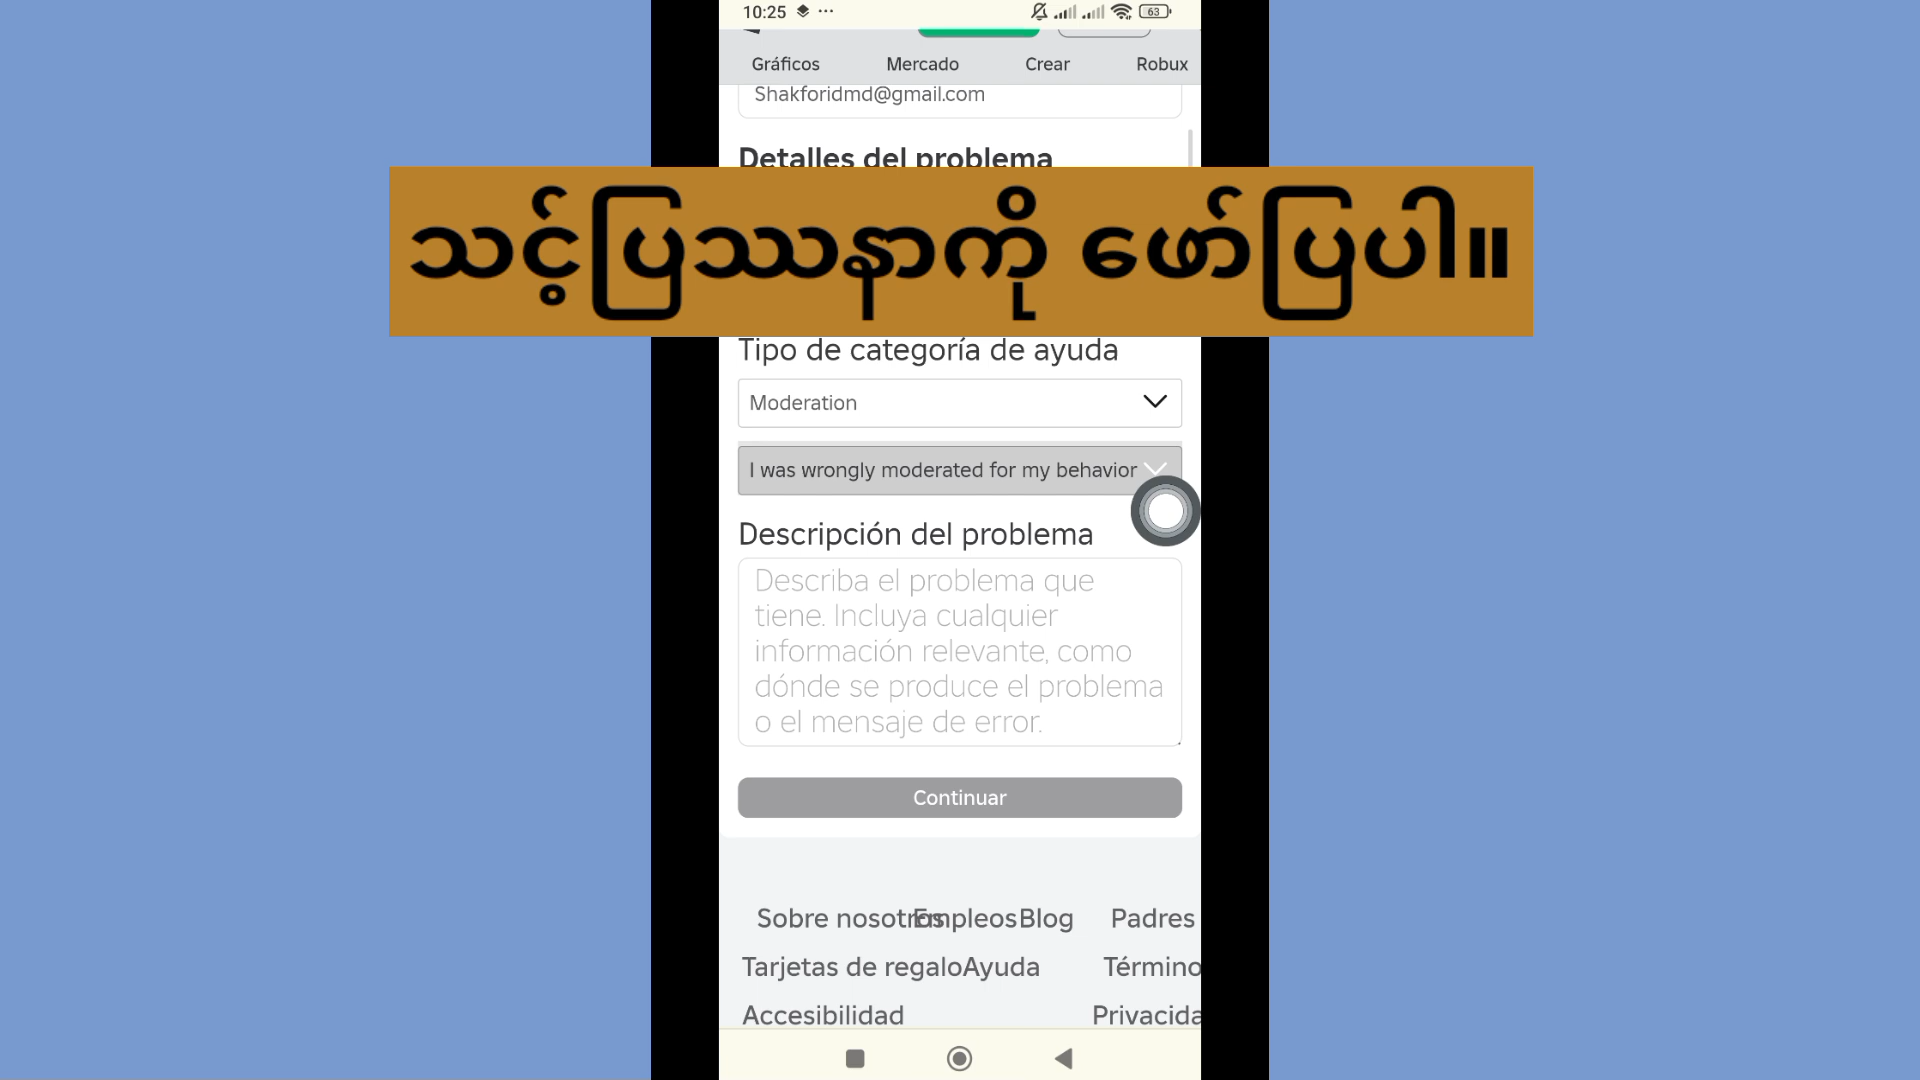 10:25
63
Gráficos Mercado Crear Robux
Shakforidmd@gmail.com
Detalles del problema
သင့်ပြဿနာကို ဖော်ပြပါ။
Tipo de categoría de ayuda
Moderation
I was wrongly moderated for my behavior
Descripción del problema
Describa el problema que
tiene. Incluya cualquier
información relevante, como
dónde se produce el problema
o el mensaje de error.
Continuar
Sobre nosotros Empleos Blog Padres
Tarjetas de regalo Ayuda Término
Accesibilidad Privacida